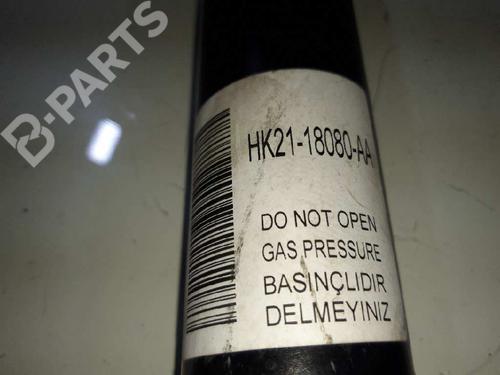 B-PARTS
HK21-18080-AA
DO NOT OPEN
GAS PRESSURE
BASINÇLIDIR
DELMEYINIZ